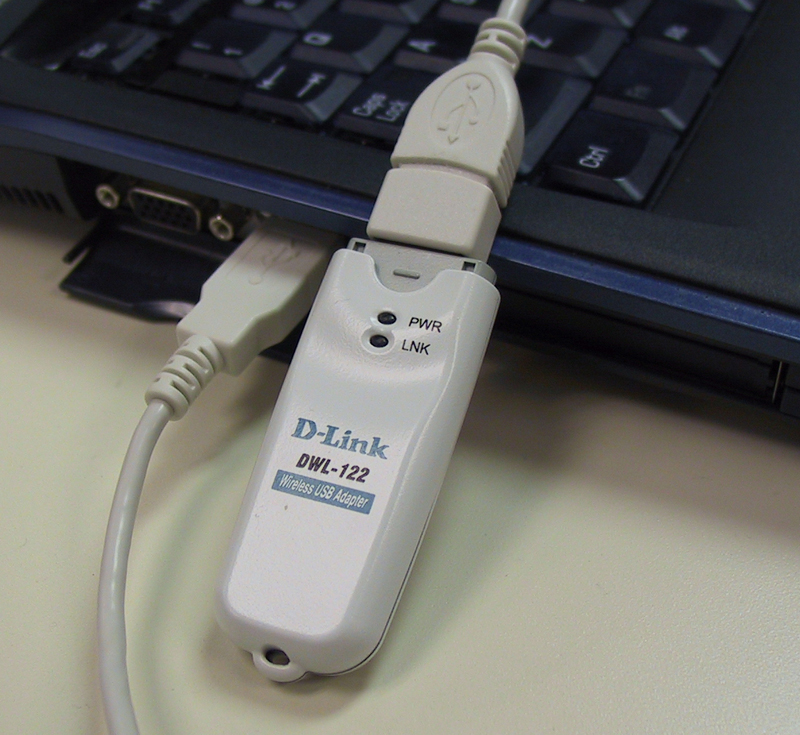 Q
A
Z
Caps
Lock
Ctrl
PWR
LNK
D-Link
DWL-122
Wireless USB Adapter